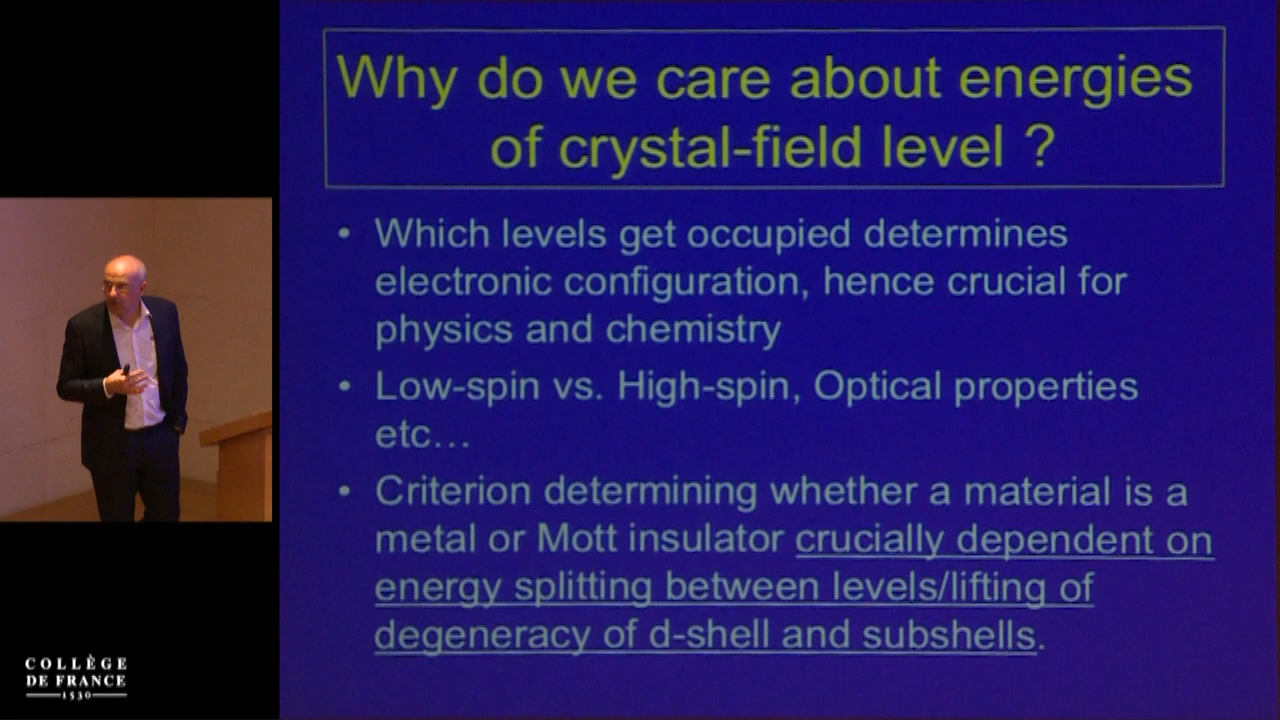 Why do we care about energies
of crystal-field level ?
• Which levels get occupied determines
electronic configuration, hence crucial for
physics and chemistry
• Low-spin vs. High-spin, Optical properties
etc…
• Criterion determining whether a material is a
metal or Mott insulator crucially dependent on
energy splitting between levels/lifting of
degeneracy of d-shell and subshells.
COLLÈGE
DE FRANCE
1530